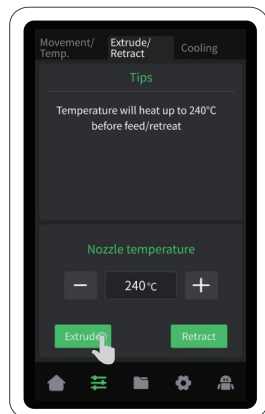 Movement/ Extrude/ Cooling
Temp. Retract
Tips
Temperature will heat up to 240°C
before feed/retreat
Nozzle temperature
− 240°C +
Extrude Retract